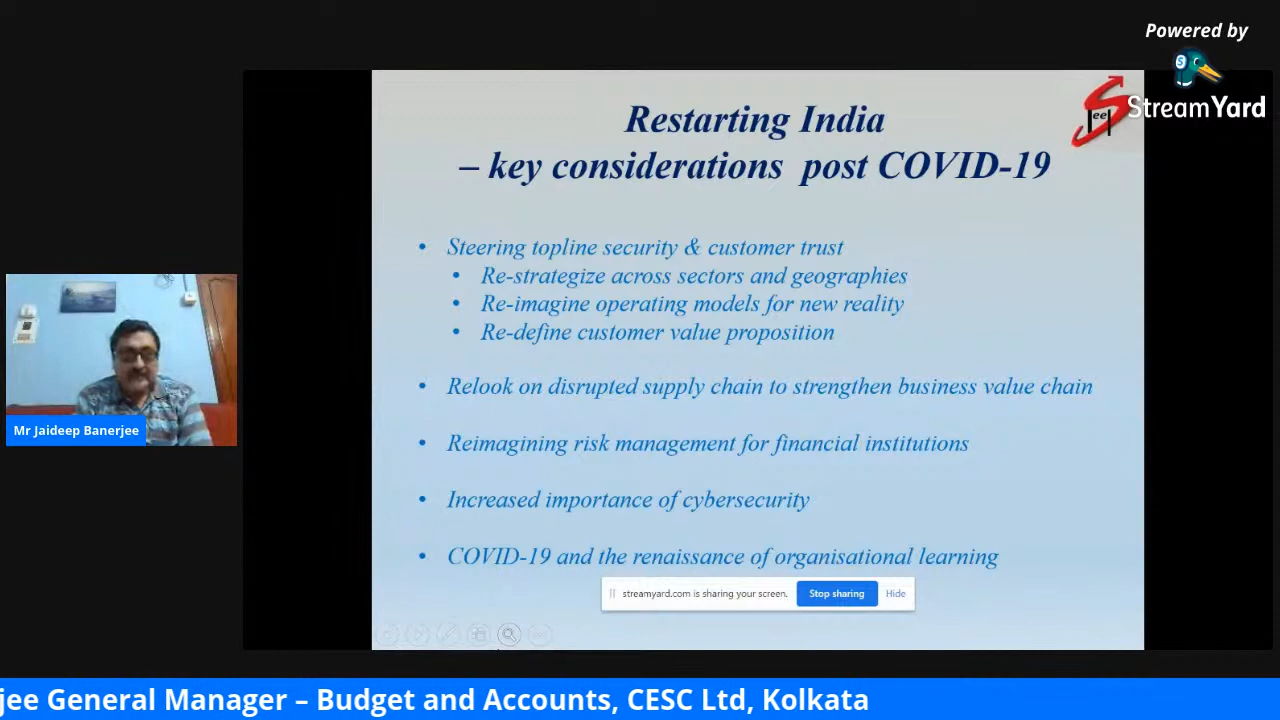 Powered by
StreamYard
Restarting India
– key considerations post COVID-19
• Steering topline security & customer trust
• Re-strategize across sectors and geographies
• Re-imagine operating models for new reality
• Re-define customer value proposition
• Relook on disrupted supply chain to strengthen business value chain
• Reimagining risk management for financial institutions
• Increased importance of cybersecurity
• COVID-19 and the renaissance of organisational learning
streamyard.com is sharing your screen. Stop sharing Hide
Mr Jaideep Banerjee
jee General Manager – Budget and Accounts, CESC Ltd, Kolkata